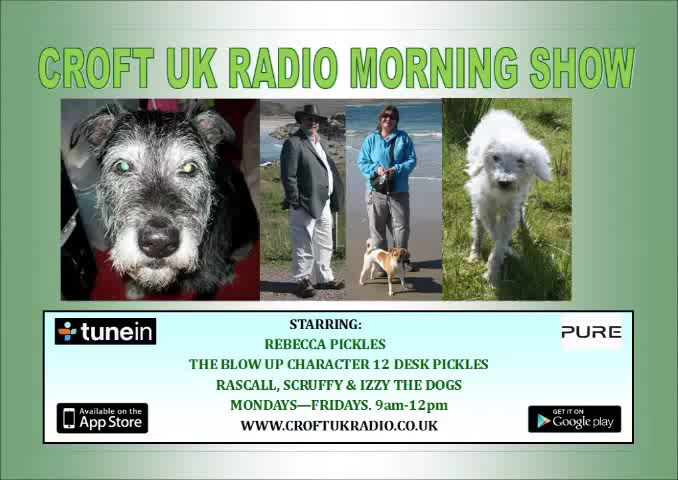 CROFT UK RADIO MORNING SHOW
tunein
STARRING:
PURE
REBECCA PICKLES
THE BLOW UP CHARACTER 12 DESK PICKLES
RASCALL, SCRUFFY & IZZY THE DOGS
MONDAYS—FRIDAYS. 9am-12pm
WWW.CROFTUKRADIO.CO.UK
Available on the
App Store
GET IT ON
Google play